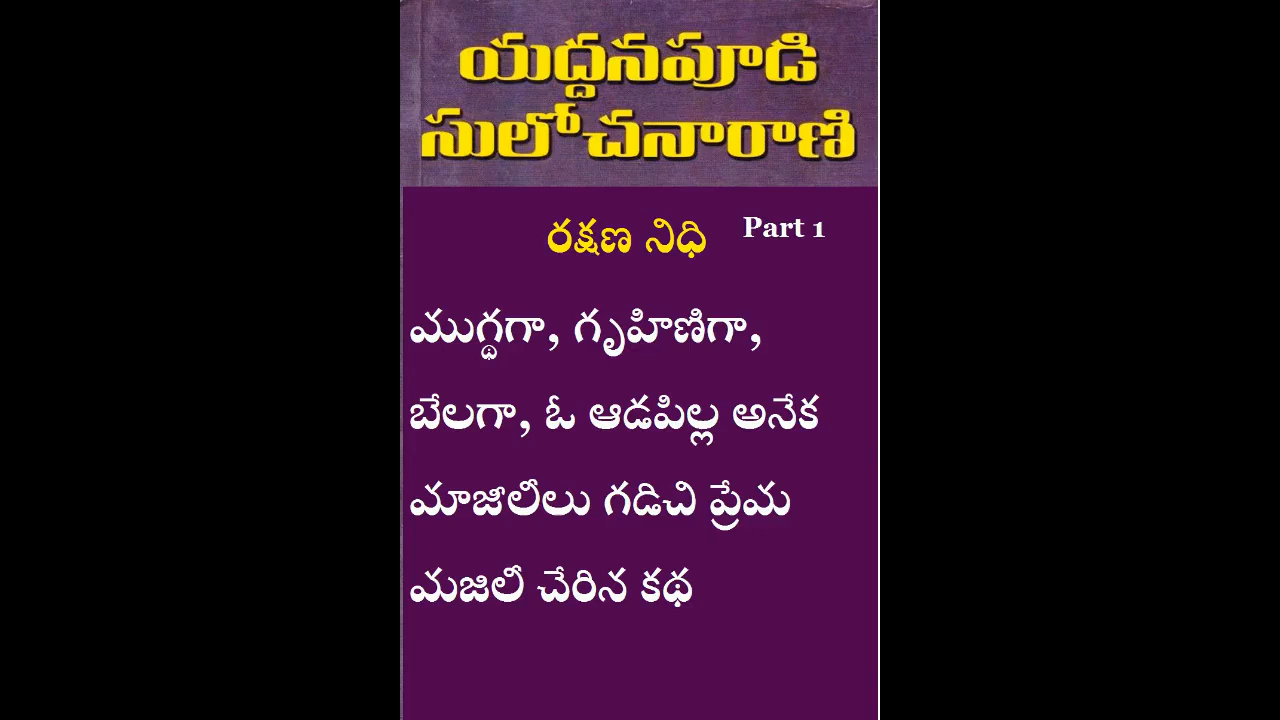 యద్దనపూడి
సులోచనారాణి
రక్షణ నిధి Part 1
ముగ్ధగా, గృహిణిగా,
బేలగా, ఓ ఆడపిల్ల అనేక
మాజిలీలు గడిచి ప్రేమ
మజిలీ చేరిన కథ